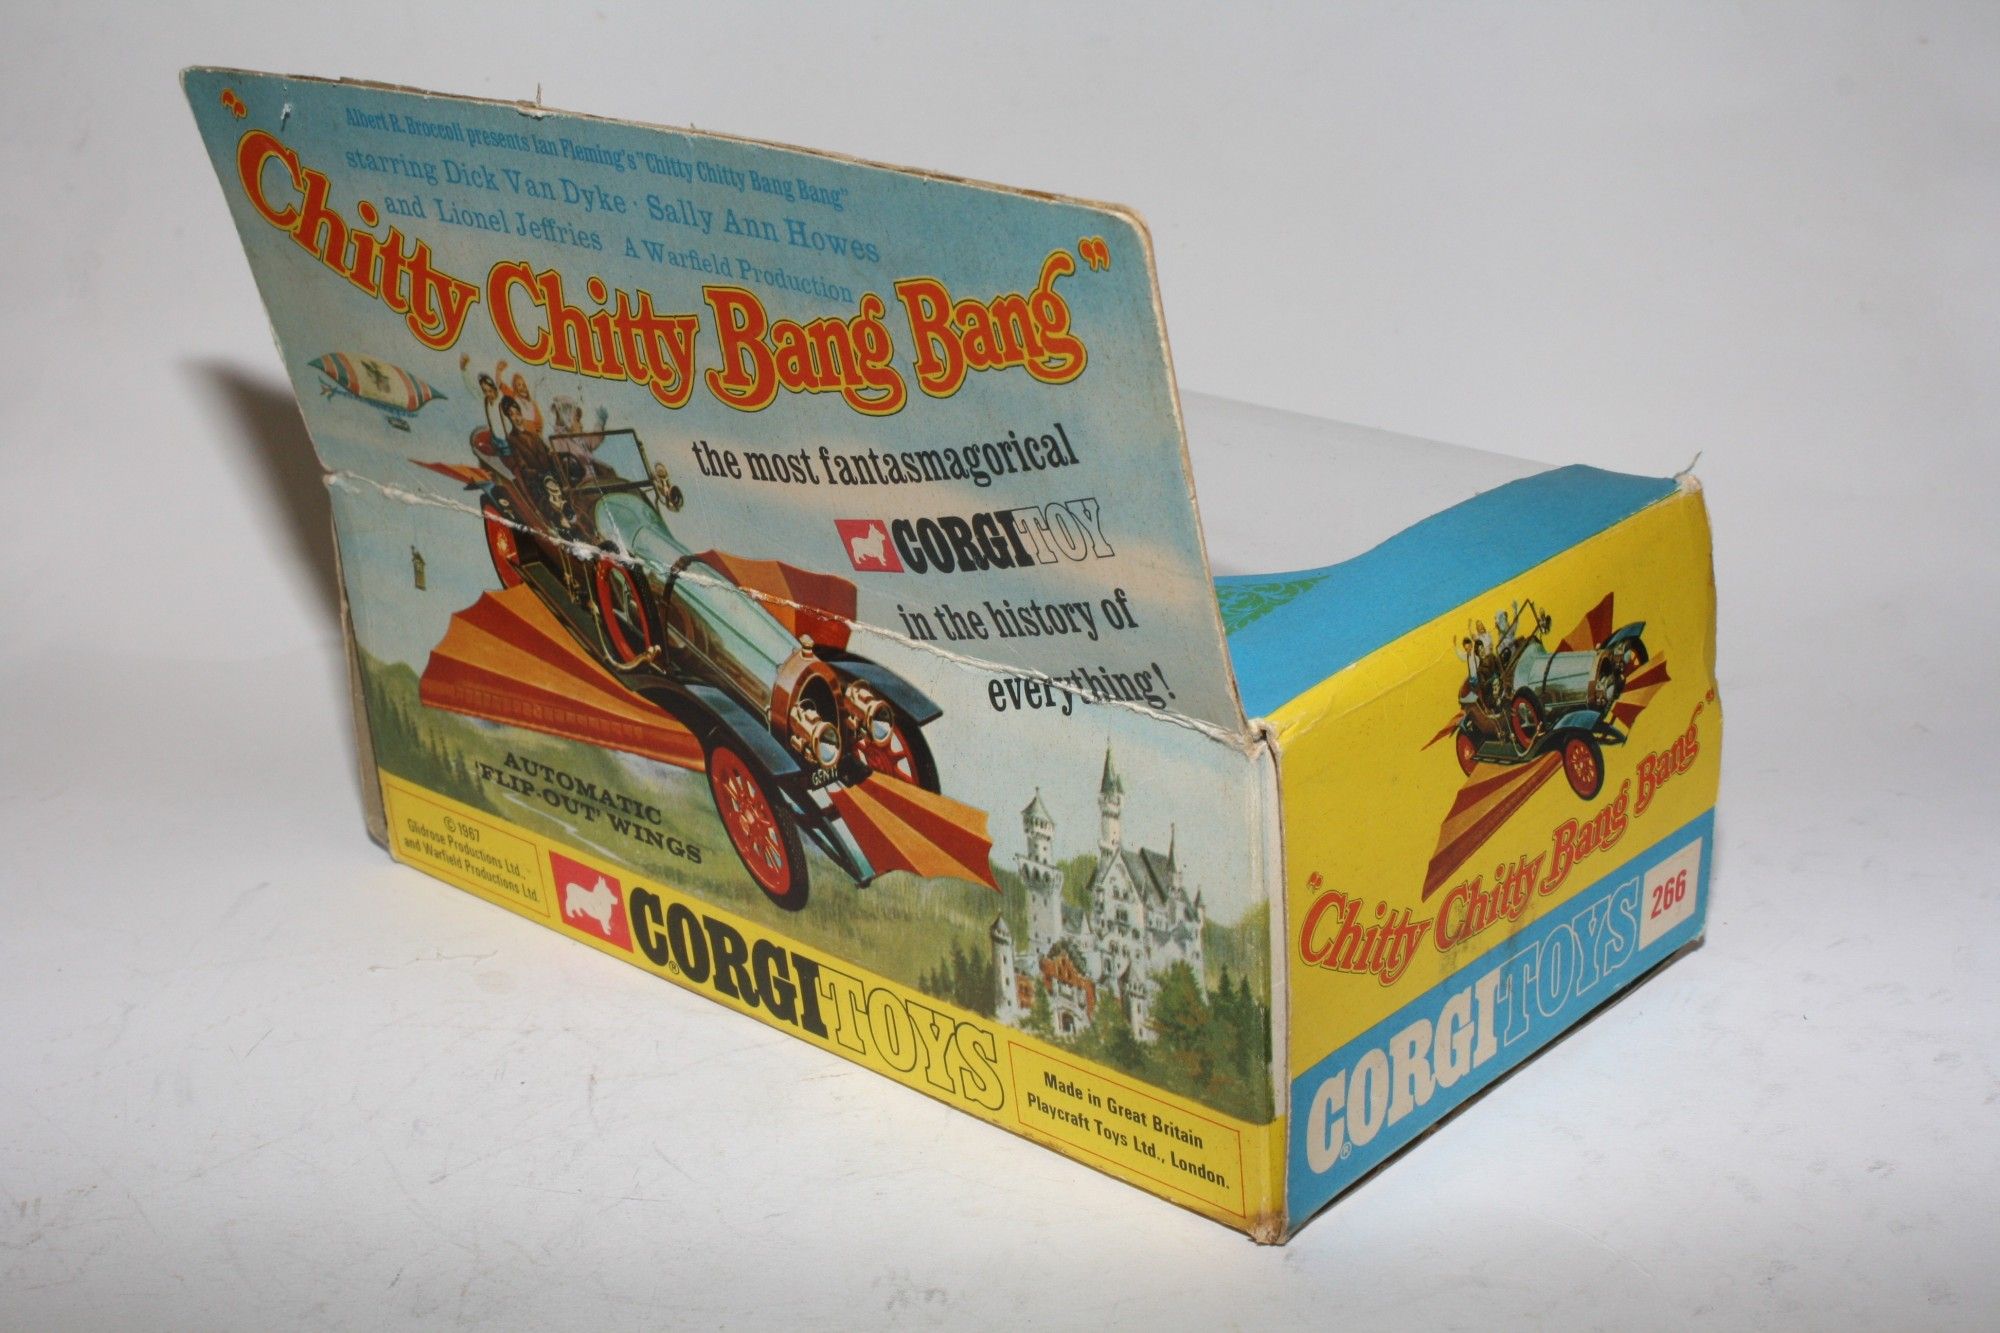 Albert R. Broccoli presents Ian Fleming's "Chitty Chitty Bang Bang"
starring Dick Van Dyke · Sally Ann Howes
and Lionel Jeffries A Warfield Production
"Chitty Chitty Bang Bang"
the most fantasmagorical
CORGI TOY
in the history of
everything!
GEN 11
AUTOMATIC
'FLIP-OUT' WINGS
© 1967
Glidrose Productions Ltd.,
and Warfield Productions Ltd.
CORGI TOYS
®
Made in Great Britain
Playcraft Toys Ltd., London.
"Chitty Chitty Bang Bang"
CORGI TOYS
®
266